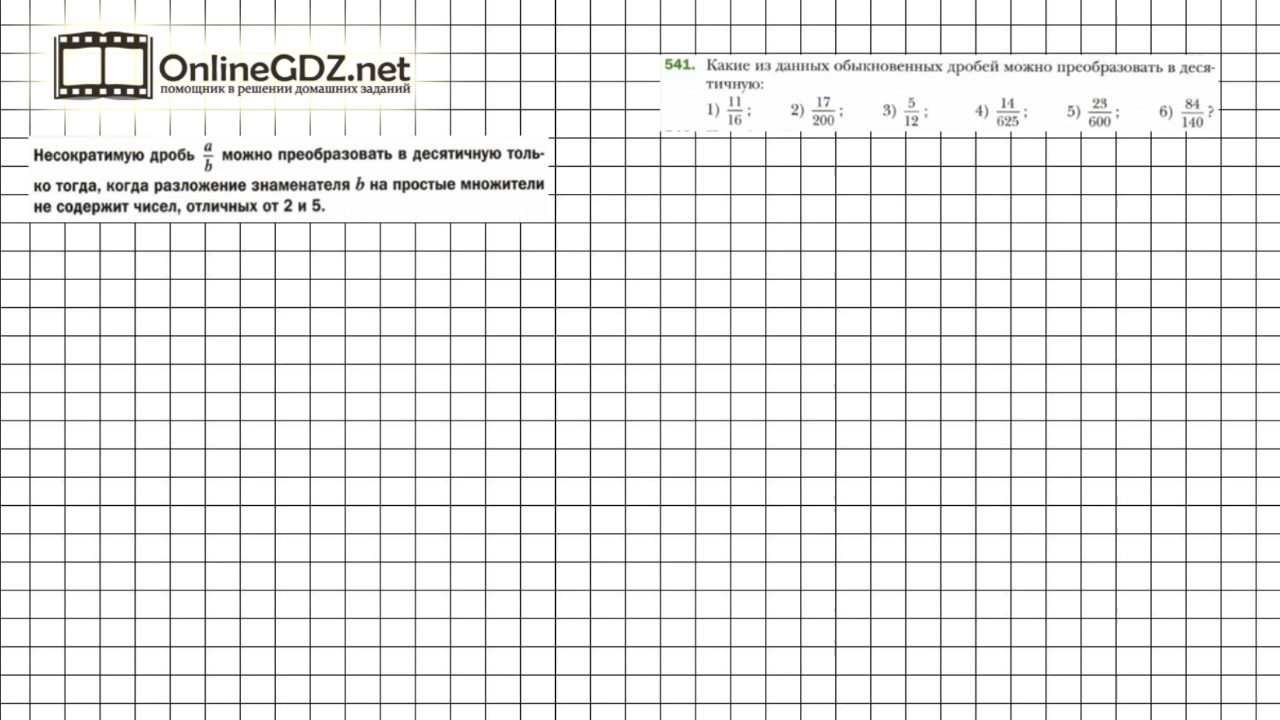 OnlineGDZ.net
помощник в решении домашних заданий
Несократимую дробь a/b можно преобразовать в десятичную толь-
ко тогда, когда разложение знаменателя b на простые множители
не содержит чисел, отличных от 2 и 5.
541. Какие из данных обыкновенных дробей можно преобразовать в деся-
тичную:
1) 11/16; 2) 17/200; 3) 5/12; 4) 14/625; 5) 23/600; 6) 84/140?